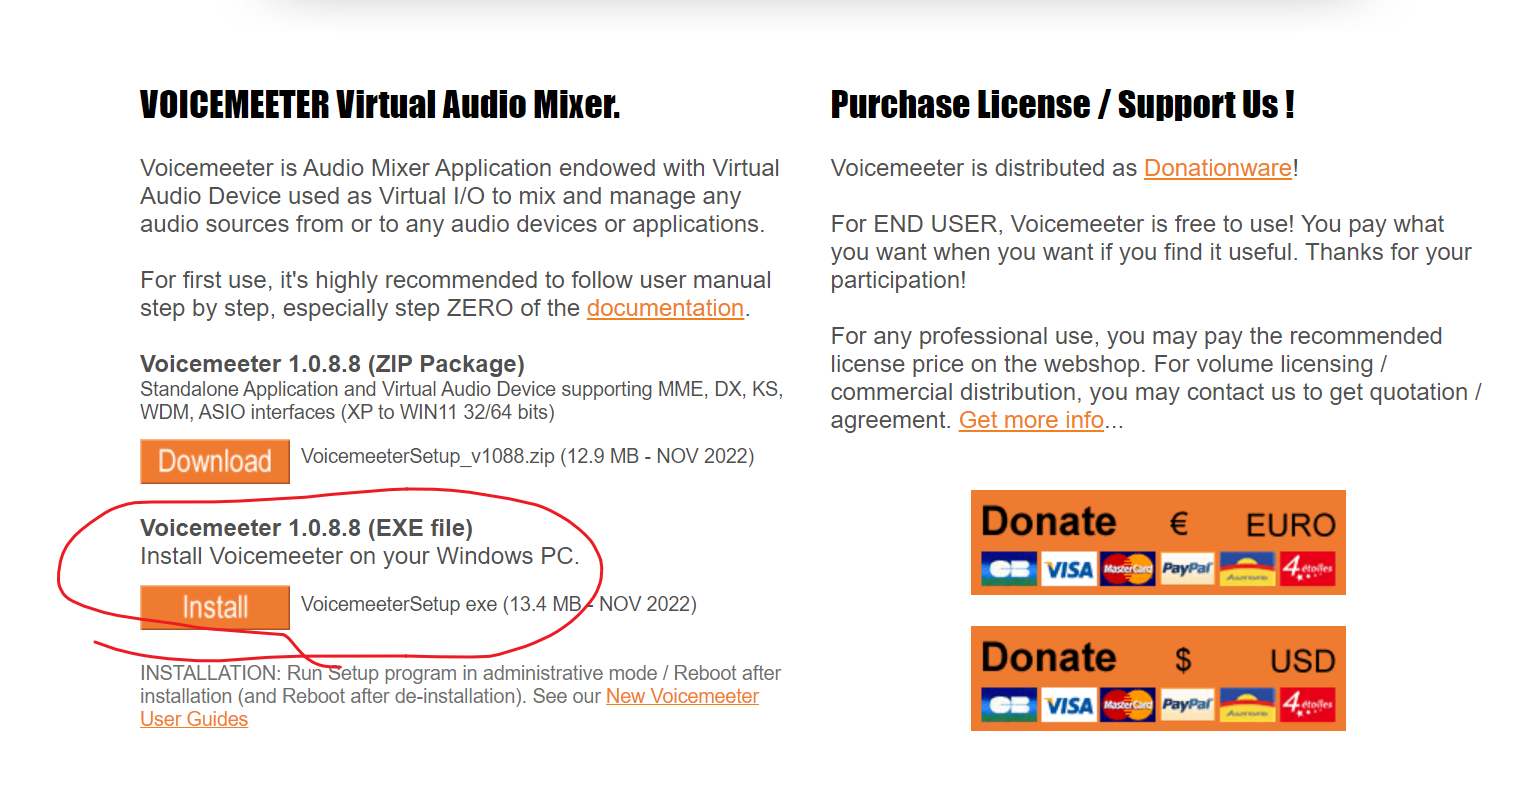 VOICEMEETER Virtual Audio Mixer.
Voicemeeter is Audio Mixer Application endowed with Virtual
Audio Device used as Virtual I/O to mix and manage any
audio sources from or to any audio devices or applications.
For first use, it's highly recommended to follow user manual
step by step, especially step ZERO of the documentation.
Voicemeeter 1.0.8.8 (ZIP Package)
Standalone Application and Virtual Audio Device supporting MME, DX, KS,
WDM, ASIO interfaces (XP to WIN11 32/64 bits)
Download VoicemeeterSetup_v1088.zip (12.9 MB - NOV 2022)
Voicemeeter 1.0.8.8 (EXE file)
Install Voicemeeter on your Windows PC.
Install VoicemeeterSetup exe (13.4 MB - NOV 2022)
INSTALLATION: Run Setup program in administrative mode / Reboot after
installation (and Reboot after de-installation). See our New Voicemeeter
User Guides
Purchase License / Support Us !
Voicemeeter is distributed as Donationware!
For END USER, Voicemeeter is free to use! You pay what
you want when you want if you find it useful. Thanks for your
participation!
For any professional use, you may pay the recommended
license price on the webshop. For volume licensing /
commercial distribution, you may contact us to get quotation /
agreement. Get more info...
Donate € EURO
CB VISA MasterCard PayPal Aurore 4 étoiles
Donate $ USD
CB VISA MasterCard PayPal Aurore 4 étoiles